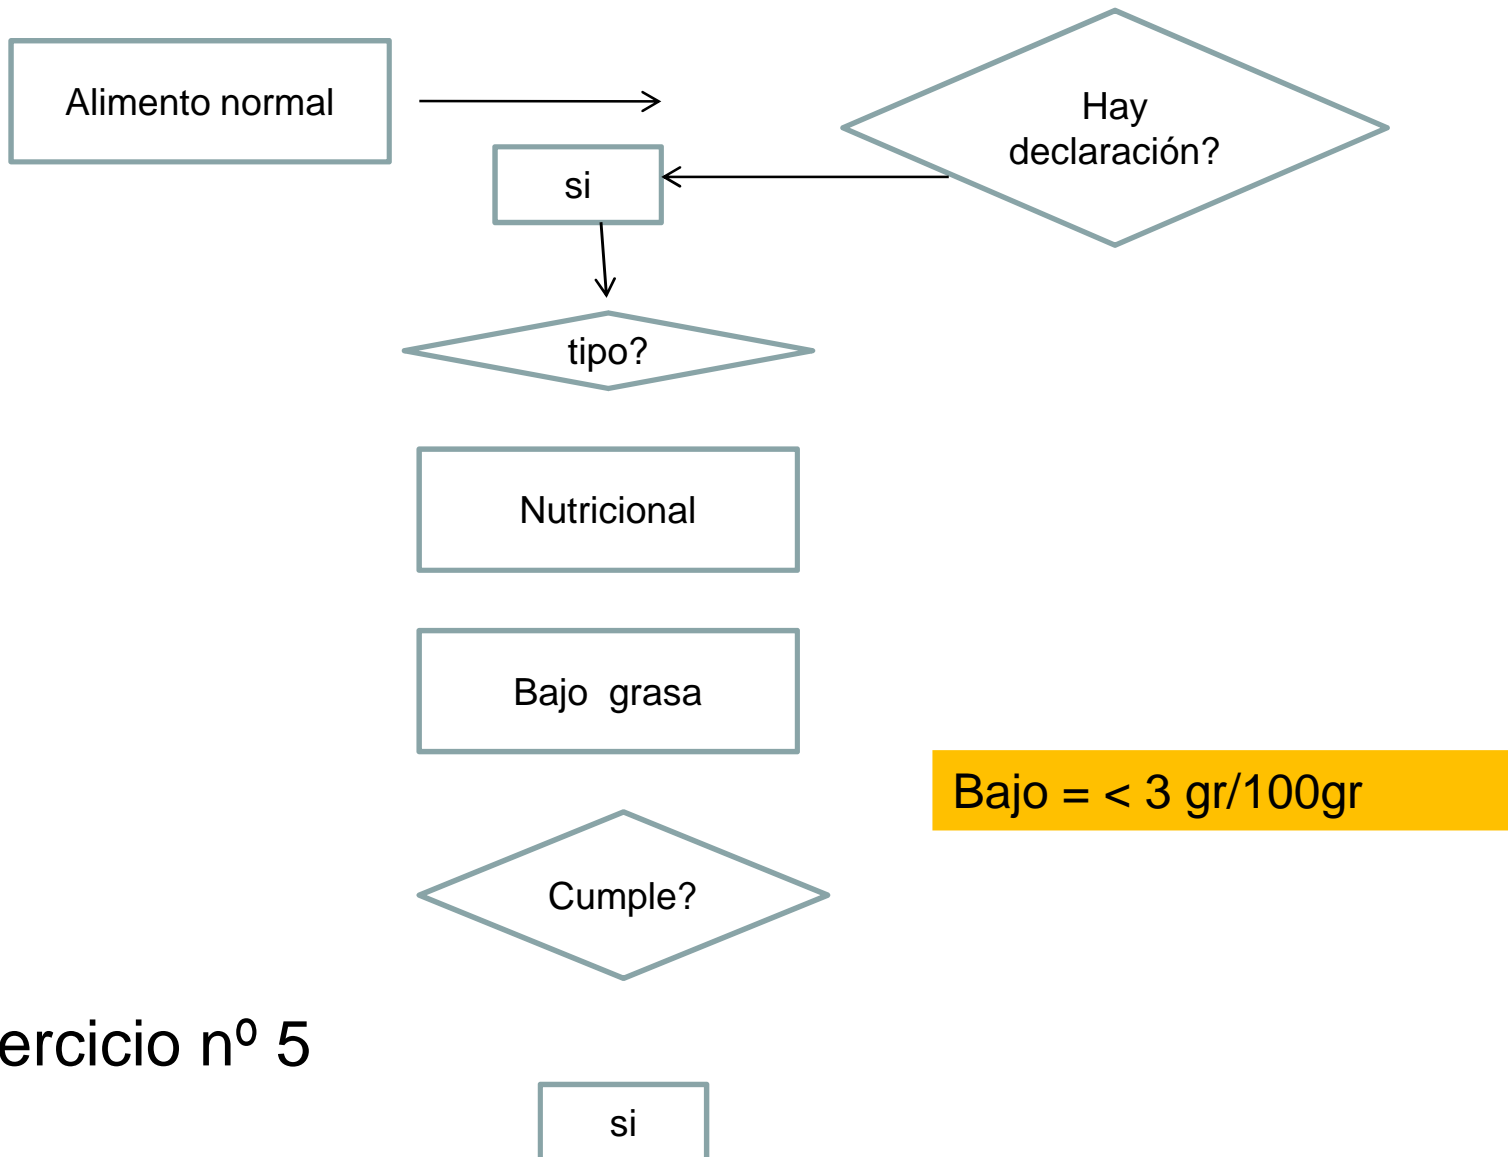 Alimento normal
Hay
declaración?
si
tipo?
Nutricional
Bajo grasa
Bajo = < 3 gr/100gr
Cumple?
ercicio nº 5
si